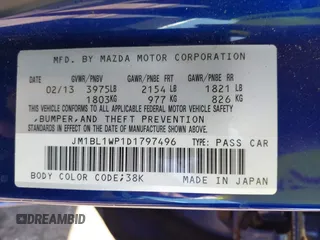 MFD. BY MAZDA MOTOR CORPORATION
GVWR/PNBV GAWR/PNBE FRT GAWR/PNBE RR
02/13 3975LB 2154 LB 1821 LB
1803KG 977 KG 826 KG
THIS VEHICLE CONFORMS TO ALL APPLICABLE
FEDERAL MOTOR VEHICLE SAFETY
,BUMPER,AND THEFT PREVENTION
STANDARDS IN EFFECT ON THE DATE OF
MANUFACTURE SHOWN ABOVE.
JM1BL1WP1D1797496 TYPE: PASS CAR
BODY COLOR CODE;38K MADE IN JAPAN
DREAMBID